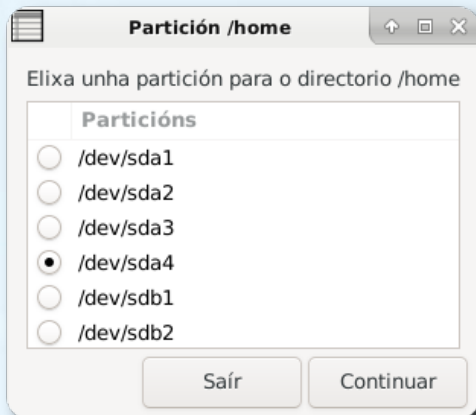 Partición /home
Elixa unha partición para o directorio /home
Particións
/dev/sda1
/dev/sda2
/dev/sda3
/dev/sda4
/dev/sdb1
/dev/sdb2
Saír Continuar